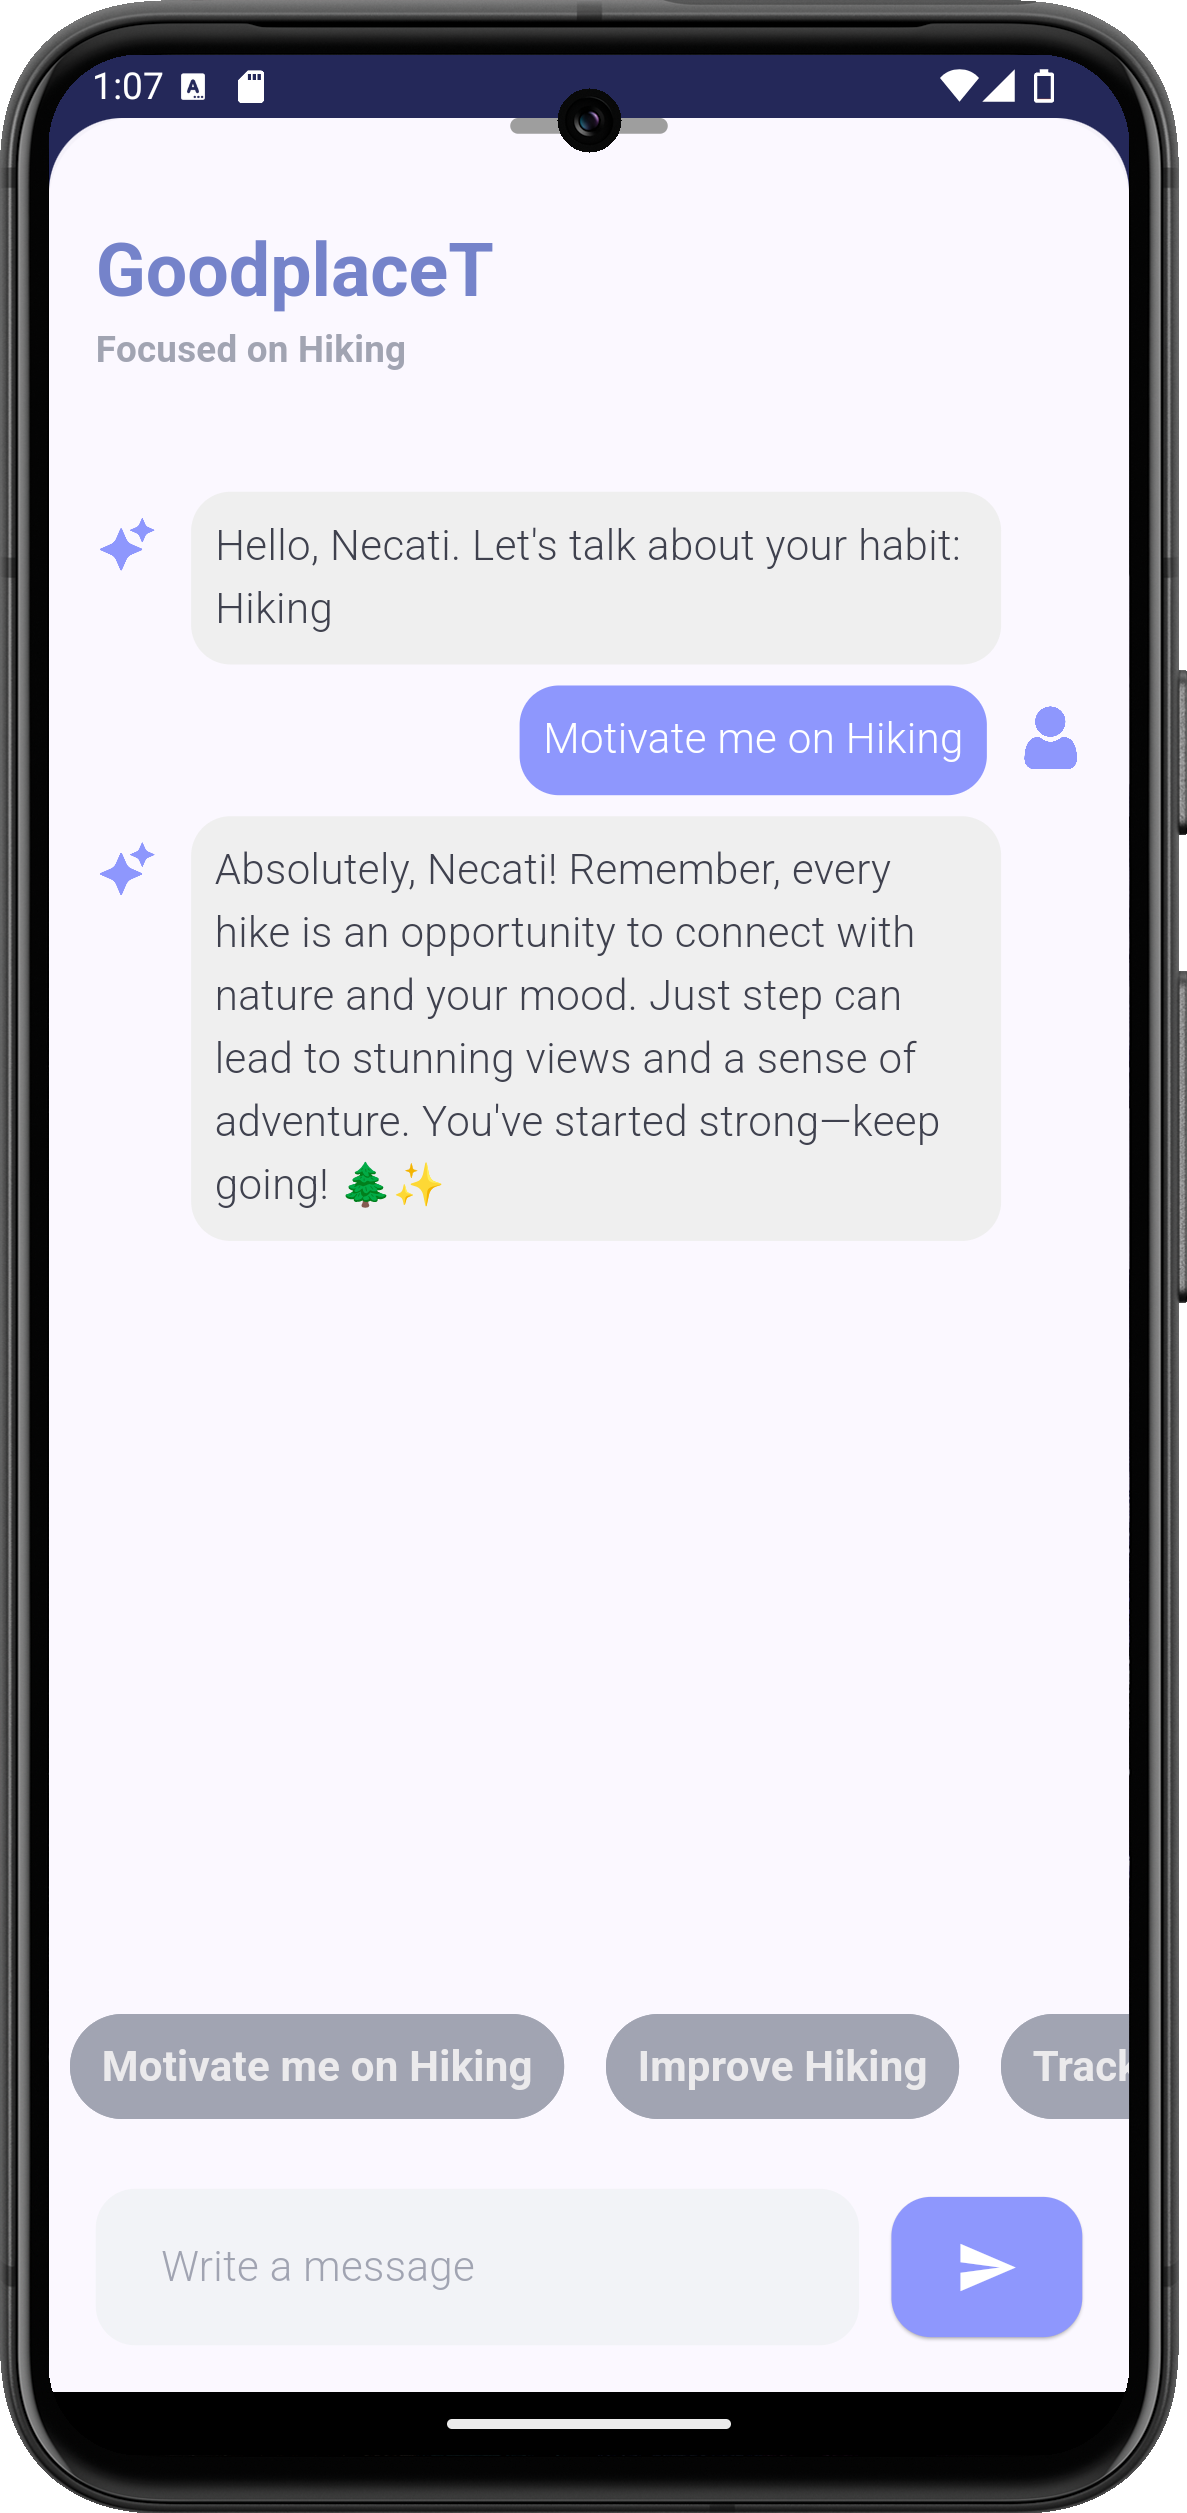 1:07
GoodplaceT
Focused on Hiking
Hello, Necati. Let's talk about your habit:
Hiking
Motivate me on Hiking
Absolutely, Necati! Remember, every
hike is an opportunity to connect with
nature and your mood. Just step can
lead to stunning views and a sense of
adventure. You've started strong—keep
going! 🌲✨
Motivate me on Hiking
Improve Hiking
Track
Write a message